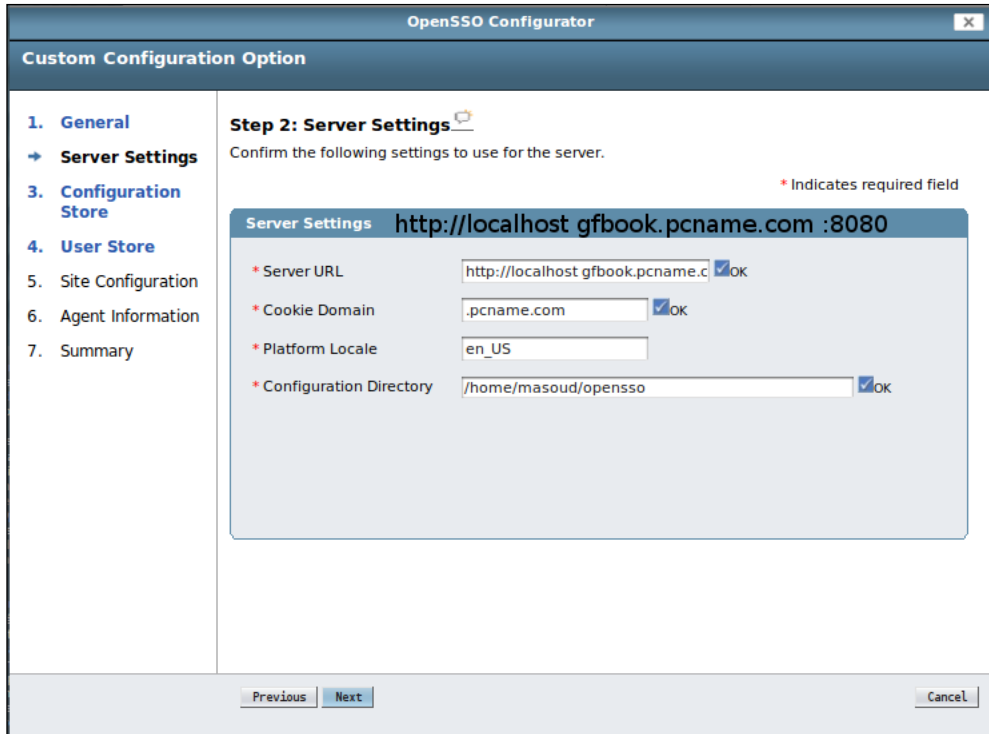 OpenSSO Configurator
Custom Configuration Option
1. General
Server Settings
3. Configuration
Store
4. User Store
5. Site Configuration
6. Agent Information
7. Summary
Step 2: Server Settings
Confirm the following settings to use for the server.
* Indicates required field
Server Settings http://localhost gfbook.pcname.com :8080
* Server URL http://localhost gfbook.pcname.c OK
* Cookie Domain .pcname.com OK
* Platform Locale en_US
* Configuration Directory /home/masoud/opensso OK
Previous Next Cancel